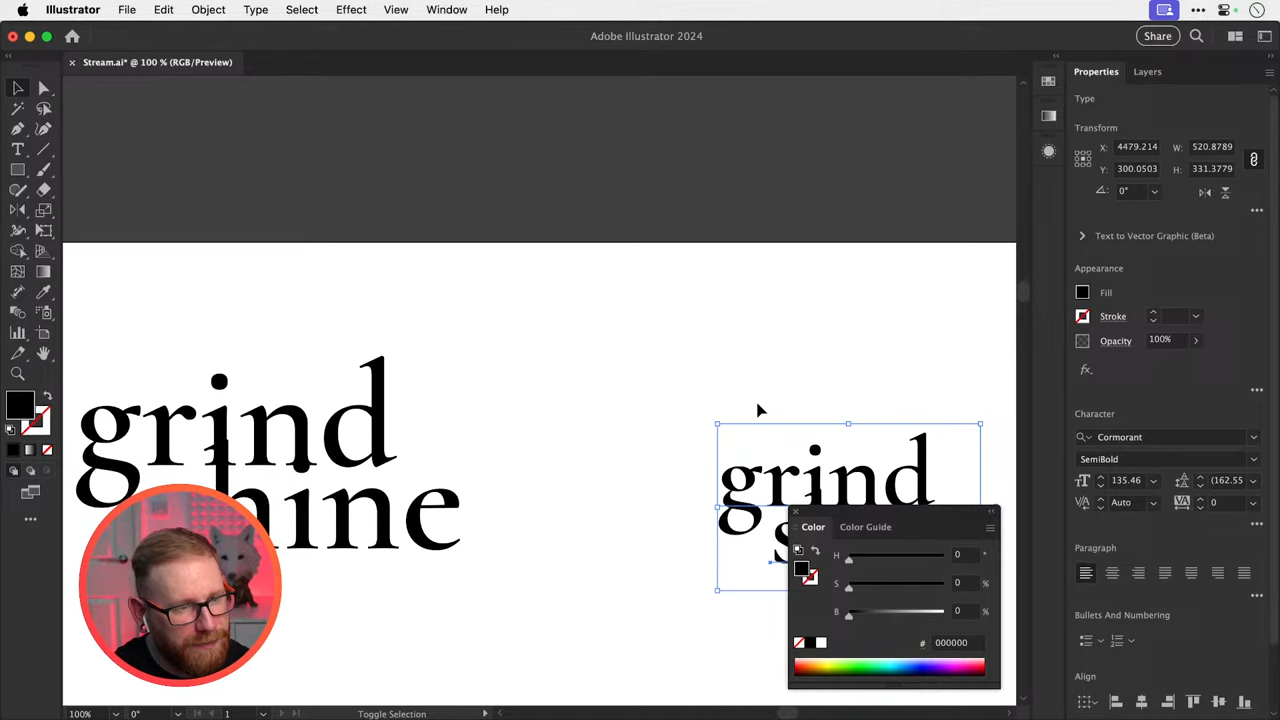 Illustrator File Edit Object Type Select Effect View Window Help
Adobe Illustrator 2024
Share
Stream.ai* @ 100 % (RGB/Preview)
Properties Layers
Type
Transform
X: 4479.214 W: 520.8789
Y: 300.0503 H: 331.3779
0°
Text to Vector Graphic (Beta)
Appearance
Fill
Stroke
Opacity 100%
fx.
Character
Cormorant
SemiBold
135.46 (162.55
Auto 0
Paragraph
Bullets And Numbering
Align
grind
hine
grind
s
Color Color Guide
H 0 °
S 0 %
B 0 %
# 000000
100% 0° 1 Toggle Selection